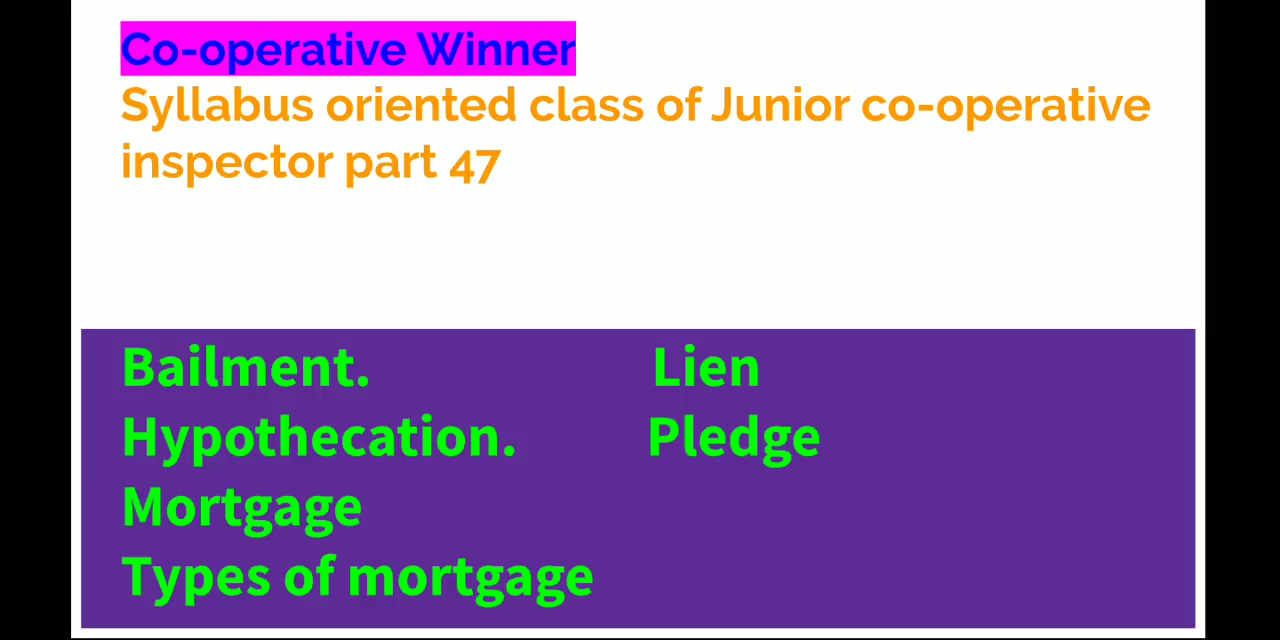 Co-operative Winner
Syllabus oriented class of Junior co-operative
inspector part 47
Bailment. Lien
Hypothecation. Pledge
Mortgage
Types of mortgage